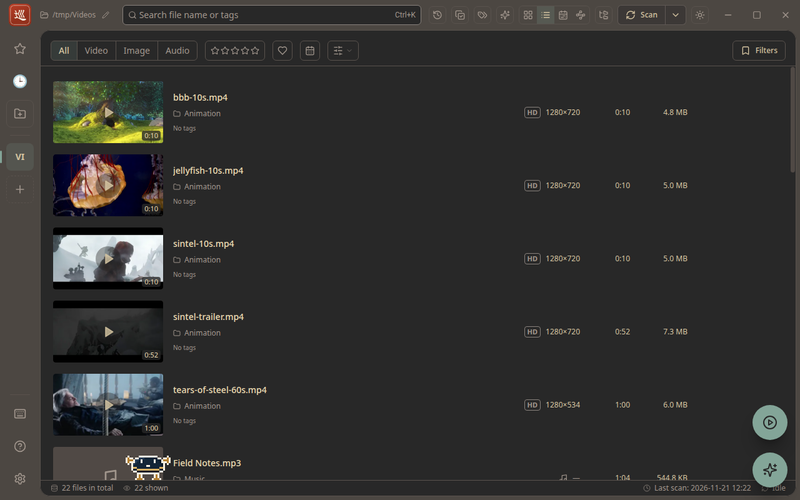 /tmp/Videos
Search file name or tags
Ctrl+K
Scan
All Video Image Audio
Filters
VI
0:10
bbb-10s.mp4
Animation
No tags
HD 1280×720 0:10 4.8 MB
0:10
jellyfish-10s.mp4
Animation
No tags
HD 1280×720 0:10 5.0 MB
0:10
sintel-10s.mp4
Animation
No tags
HD 1280×720 0:10 5.0 MB
0:52
sintel-trailer.mp4
Animation
No tags
HD 1280×720 0:52 7.3 MB
1:00
tears-of-steel-60s.mp4
Animation
No tags
HD 1280×534 1:00 6.0 MB
Field Notes.mp3
Music
— 1:04 544.8 KB
22 files in total 22 shown
Last scan: 2026-11-21 12:22 Idle